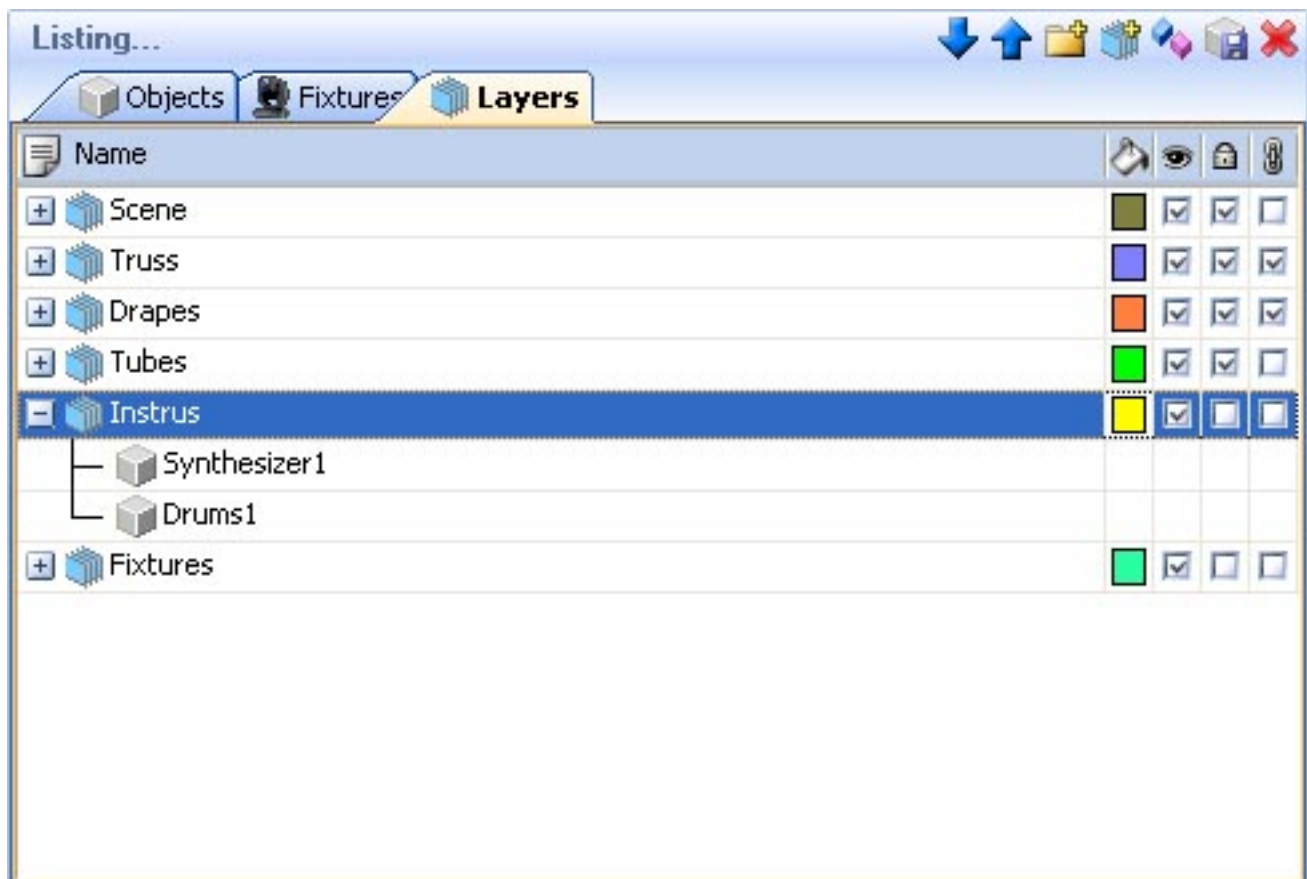 Listing...
Objects Fixtures Layers
Name
Scene
Truss
Drapes
Tubes
Instrus
Synthesizer1
Drums1
Fixtures